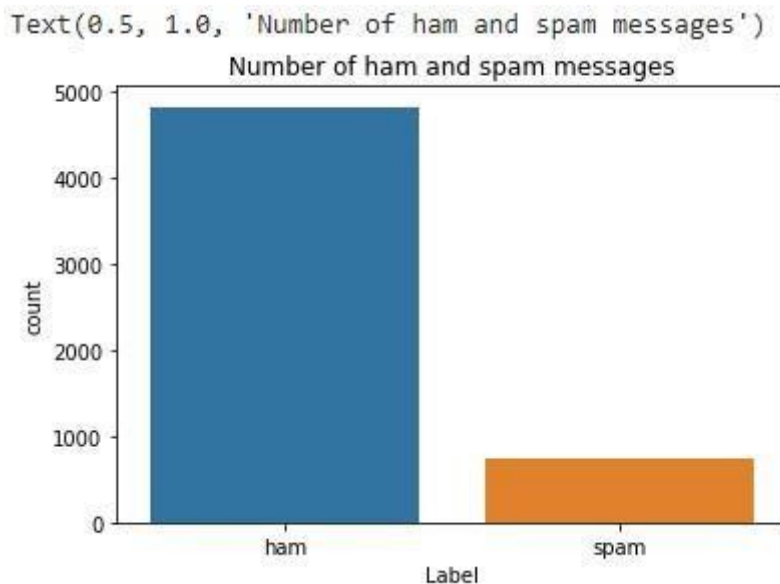 Text(0.5, 1.0, 'Number of ham and spam messages')
Number of ham and spam messages
5000
4000
3000
2000
1000
0
count
ham spam
Label